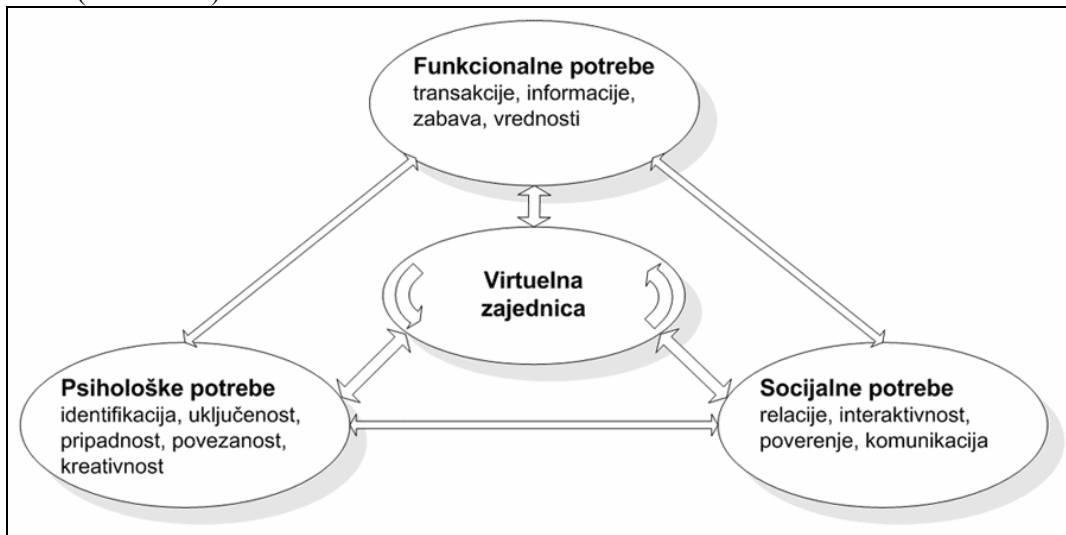 Funkcionalne potrebe
transakcije, informacije,
zabava, vrednosti
Virtuelna
zajednica
Psihološke potrebe
identifikacija, uključenost,
pripadnost, povezanost,
kreativnost
Socijalne potrebe
relacije, interaktivnost,
poverenje, komunikacija